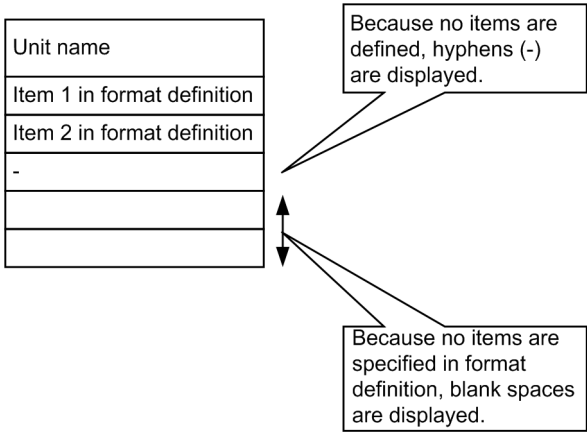 Unit name
Item 1 in format definition
Item 2 in format definition
-
Because no items are
defined, hyphens (-)
are displayed.
Because no items are
specified in format
definition, blank spaces
are displayed.